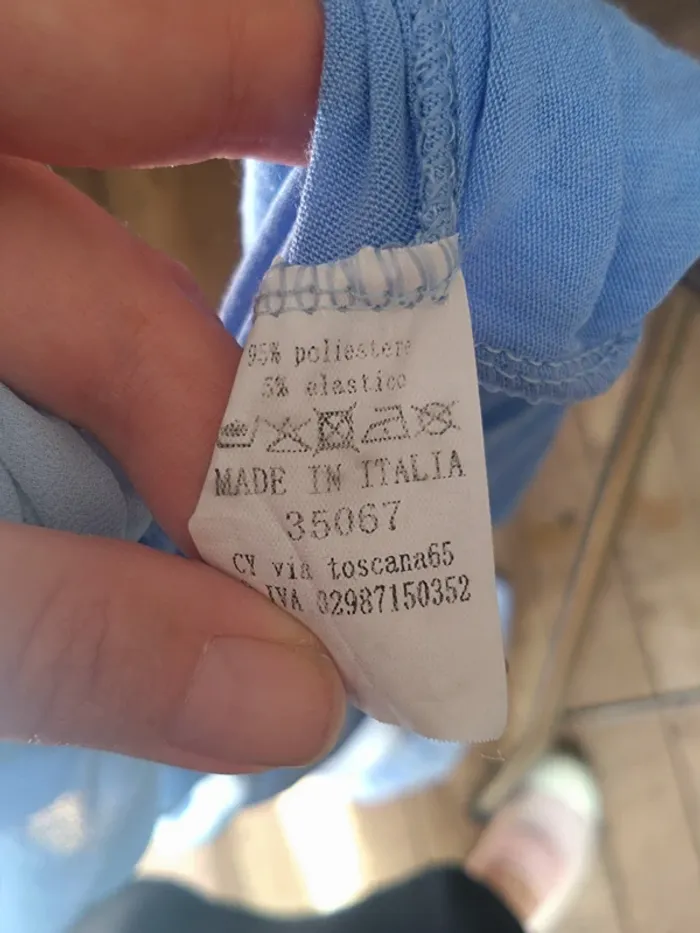 95% poliestere
5% elastico
MADE IN ITALIA
35067
CY via toscana65
IVA 02987150352